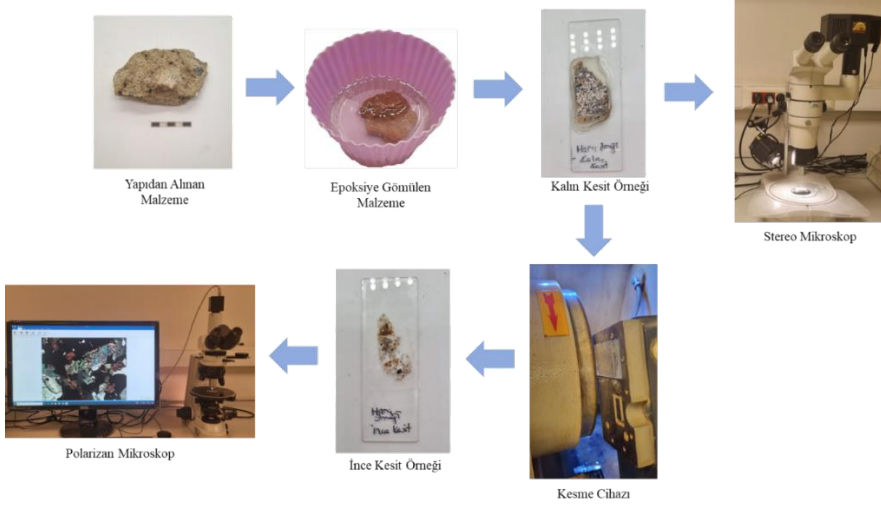 Yapıdan Alınan
Malzeme
Epoksiye Gömülen
Malzeme
Kalın Kesit Örneği
Stereo Mikroskop
Polarizan Mikroskop
İnce Kesit Örneği
Kesme Cihazı